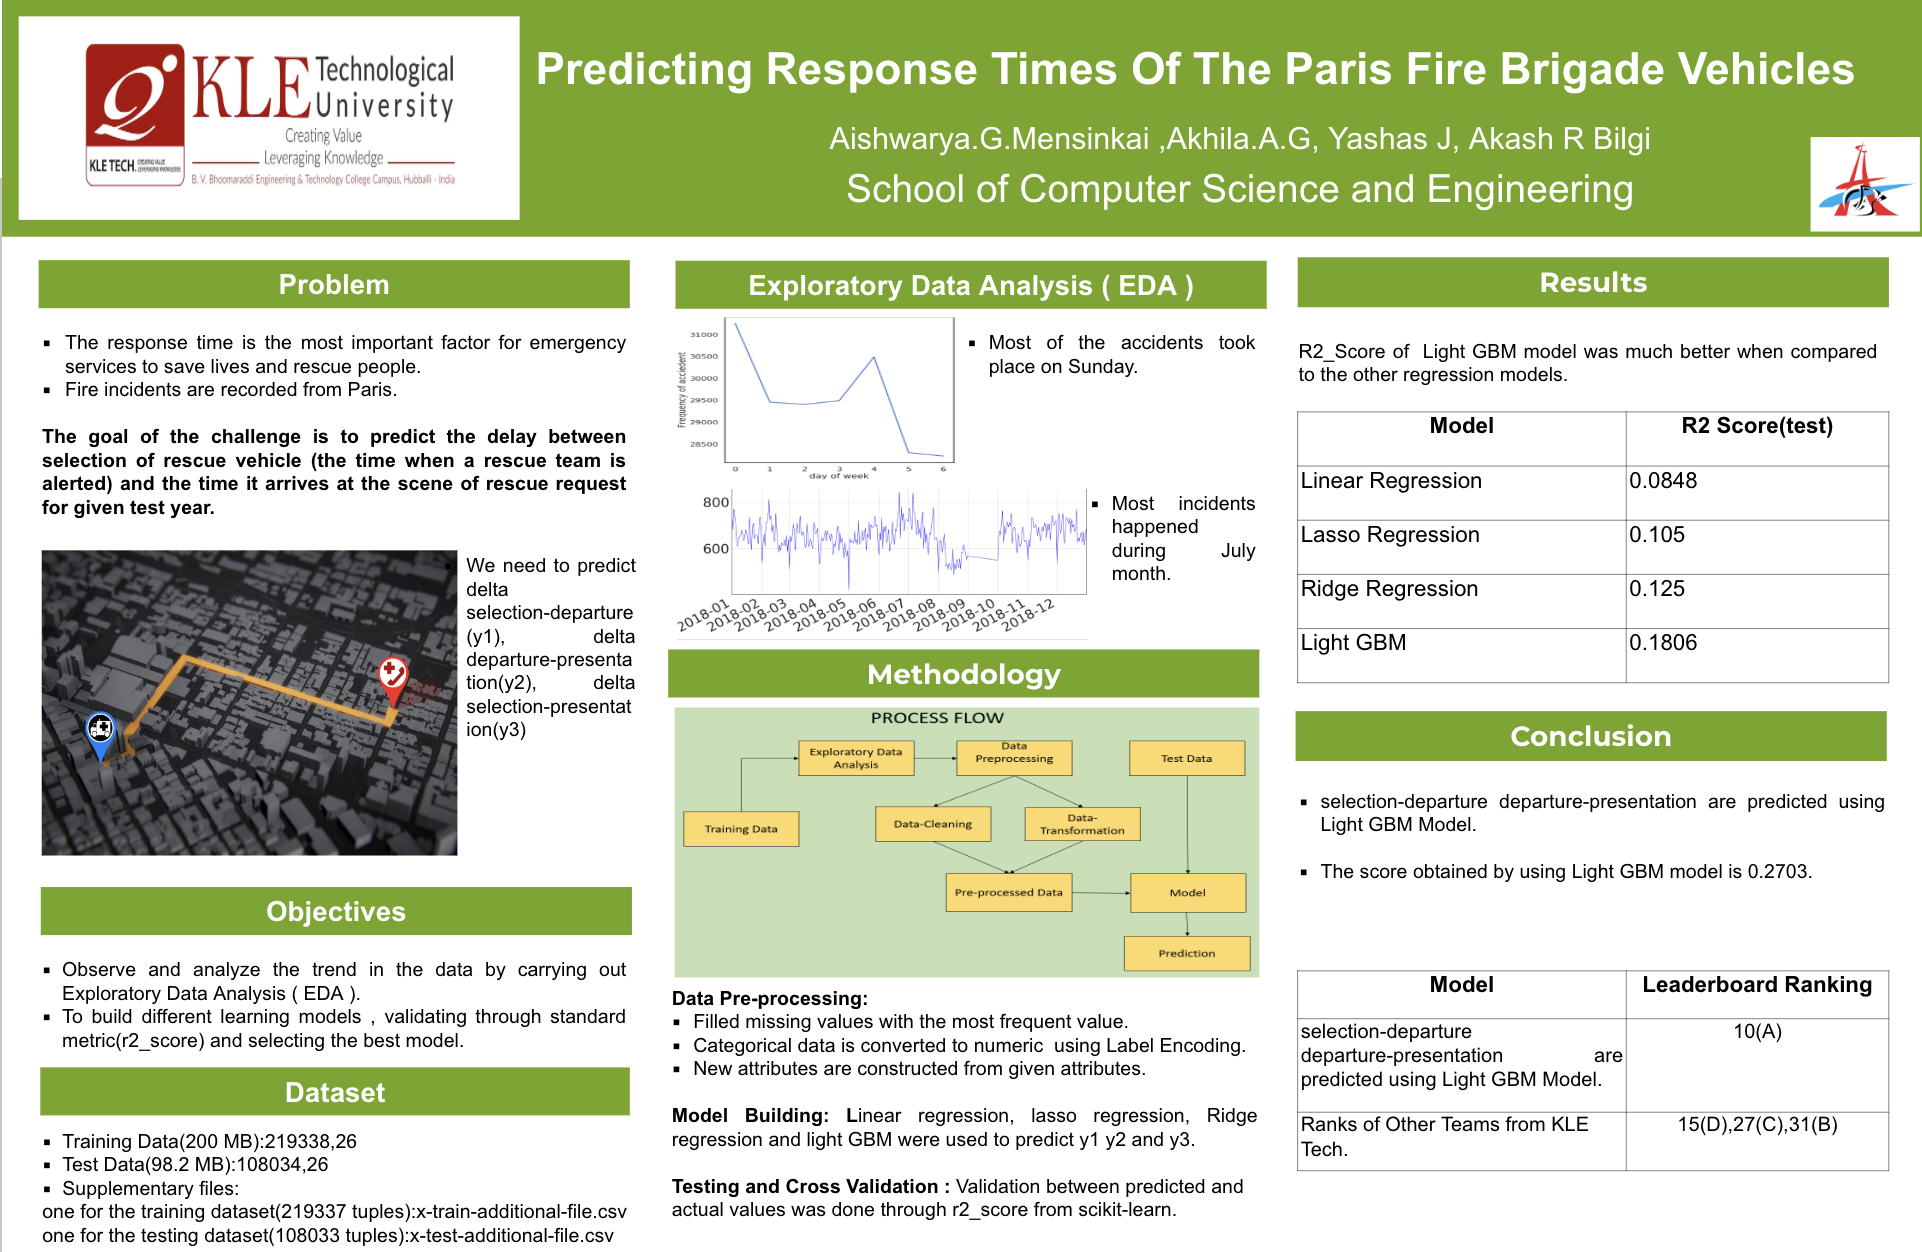 KLE Technological
University
Creating Value
Leveraging Knowledge
KLE TECH. CREATING VALUE
LEVERAGING KNOWLEDGE
B. V. Bhoomaraddi Engineering & Technology College Campus, Hubballi - India
Predicting Response Times Of The Paris Fire Brigade Vehicles
Aishwarya.G.Mensinkai ,Akhila.A.G, Yashas J, Akash R Bilgi
School of Computer Science and Engineering
Problem
▪ The response time is the most important factor for emergency
services to save lives and rescue people.
▪ Fire incidents are recorded from Paris.
The goal of the challenge is to predict the delay between
selection of rescue vehicle (the time when a rescue team is
alerted) and the time it arrives at the scene of rescue request
for given test year.
▪ We need to predict
delta
selection-departure
(y1), delta
departure-presenta
tion(y2), delta
selection-presentat
ion(y3)
Objectives
▪ Observe and analyze the trend in the data by carrying out
Exploratory Data Analysis ( EDA ).
▪ To build different learning models , validating through standard
metric(r2_score) and selecting the best model.
Dataset
▪ Training Data(200 MB):219338,26
▪ Test Data(98.2 MB):108034,26
▪ Supplementary files:
one for the training dataset(219337 tuples):x-train-additional-file.csv
one for the testing dataset(108033 tuples):x-test-additional-file.csv
Exploratory Data Analysis ( EDA )
Frequency of accident
31000
30500
30000
29500
29000
28500
0 1 2 3 4 5 6
day of week
▪ Most of the accidents took
place on Sunday.
800
600
2018-01 2018-02 2018-03 2018-04 2018-05 2018-06 2018-07 2018-08 2018-09 2018-10 2018-11 2018-12
▪ Most incidents
happened
during July
month.
Methodology
PROCESS FLOW
Exploratory Data
Analysis
Data
Preprocessing
Test Data
Training Data
Data-Cleaning
Data-
Transformation
Pre-processed Data
Model
Prediction
Data Pre-processing:
▪ Filled missing values with the most frequent value.
▪ Categorical data is converted to numeric using Label Encoding.
▪ New attributes are constructed from given attributes.
Model Building: Linear regression, lasso regression, Ridge
regression and light GBM were used to predict y1 y2 and y3.
Testing and Cross Validation : Validation between predicted and
actual values was done through r2_score from scikit-learn.
Results
R2_Score of Light GBM model was much better when compared
to the other regression models.
Model R2 Score(test)
Linear Regression 0.0848
Lasso Regression 0.105
Ridge Regression 0.125
Light GBM 0.1806
Conclusion
▪ selection-departure departure-presentation are predicted using
Light GBM Model.
▪ The score obtained by using Light GBM model is 0.2703.
Model Leaderboard Ranking
selection-departure 10(A)
departure-presentation are
predicted using Light GBM Model.
Ranks of Other Teams from KLE 15(D),27(C),31(B)
Tech.